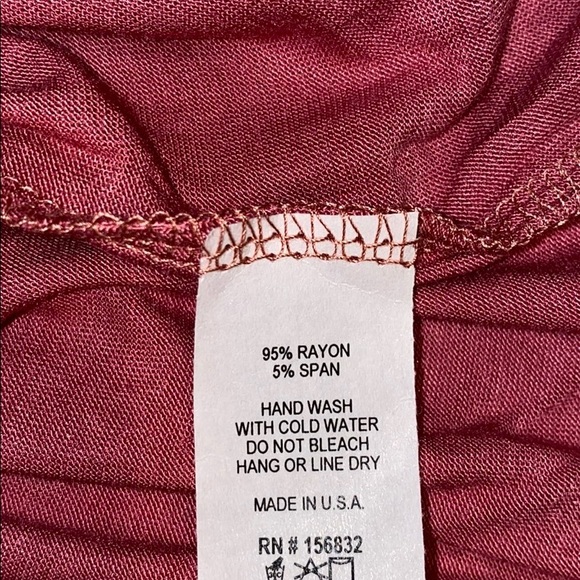 95% RAYON
5% SPAN
HAND WASH
WITH COLD WATER
DO NOT BLEACH
HANG OR LINE DRY
MADE IN U.S.A.
RN # 156832